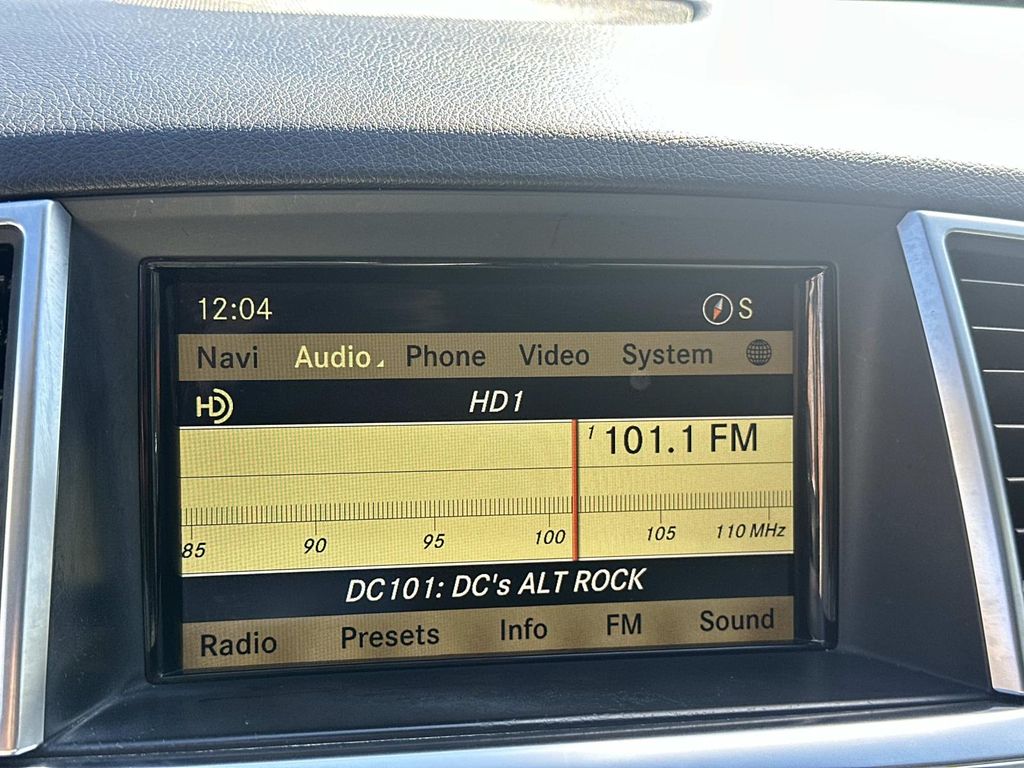 12:04 S
Navi Audio Phone Video System
HD HD1
1 101.1 FM
85 90 95 100 105 110 MHz
DC101: DC's ALT ROCK
Radio Presets Info FM Sound